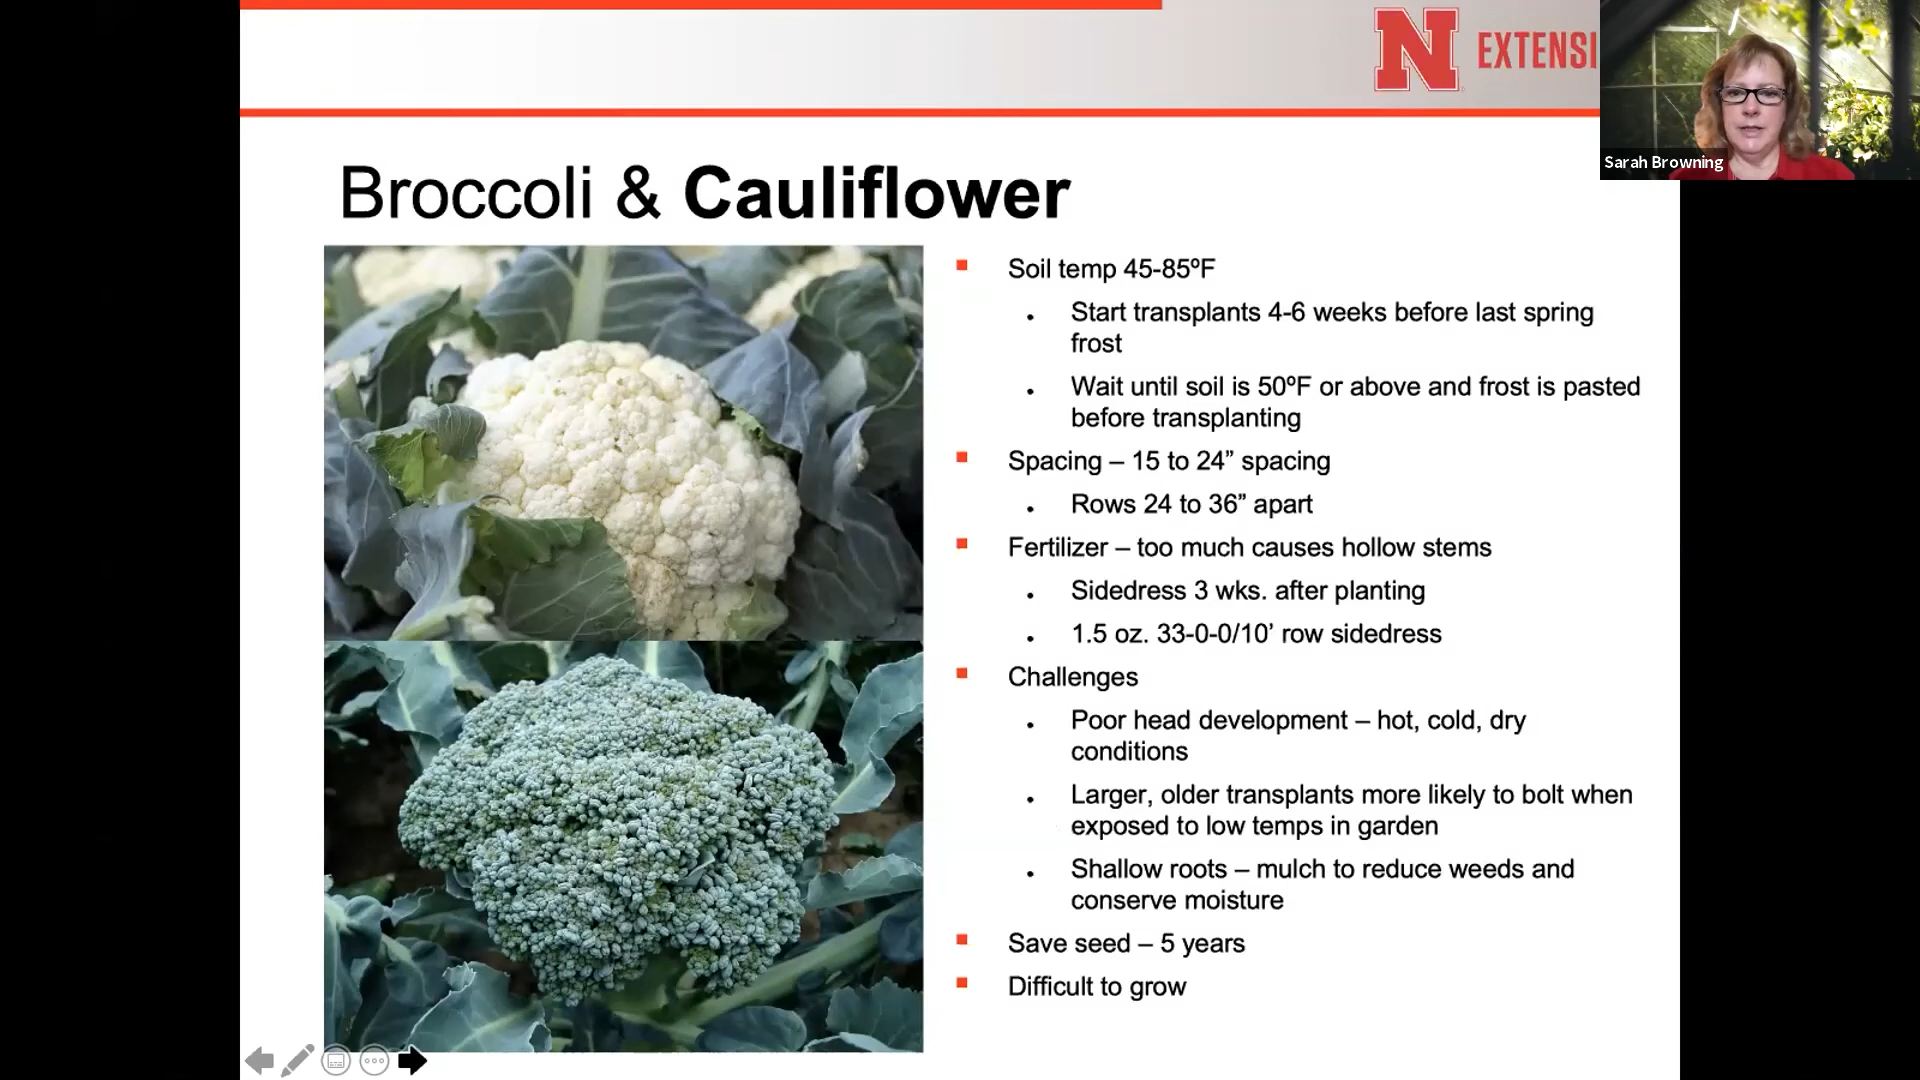 N EXTENSI
Sarah Browning
Broccoli & Cauliflower
Soil temp 45-85ºF
Start transplants 4-6 weeks before last spring
frost
Wait until soil is 50ºF or above and frost is pasted
before transplanting
Spacing – 15 to 24” spacing
Rows 24 to 36” apart
Fertilizer – too much causes hollow stems
Sidedress 3 wks. after planting
1.5 oz. 33-0-0/10’ row sidedress
Challenges
Poor head development – hot, cold, dry
conditions
Larger, older transplants more likely to bolt when
exposed to low temps in garden
Shallow roots – mulch to reduce weeds and
conserve moisture
Save seed – 5 years
Difficult to grow